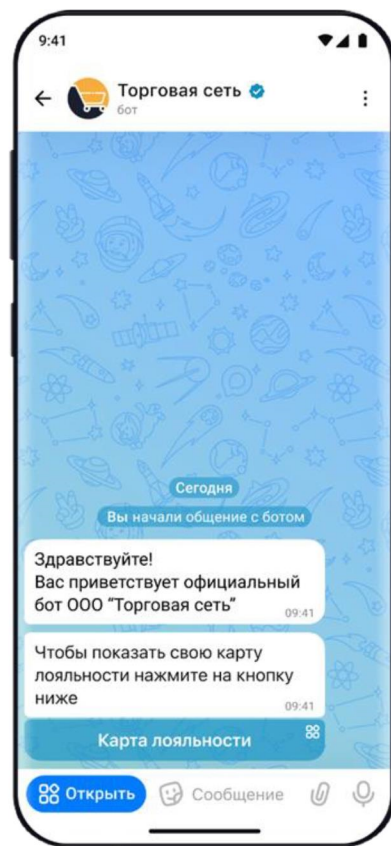 9:41
Торговая сеть
бот
Сегодня
Вы начали общение с ботом
Здравствуйте!
Вас приветствует официальный
бот ООО “Торговая сеть”
09:41
Чтобы показать свою карту
лояльности нажмите на кнопку
ниже
09:41
Карта лояльности
Открыть
Сообщение